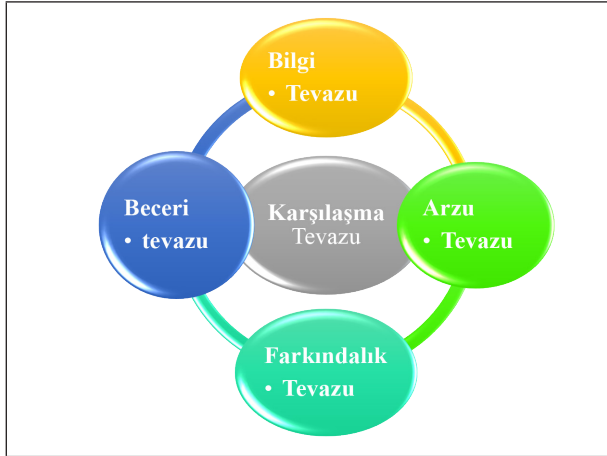 Bilgi
• Tevazu
Beceri
• tevazu
Karşılaşma
Tevazu
Arzu
• Tevazu
Farkındalık
• Tevazu